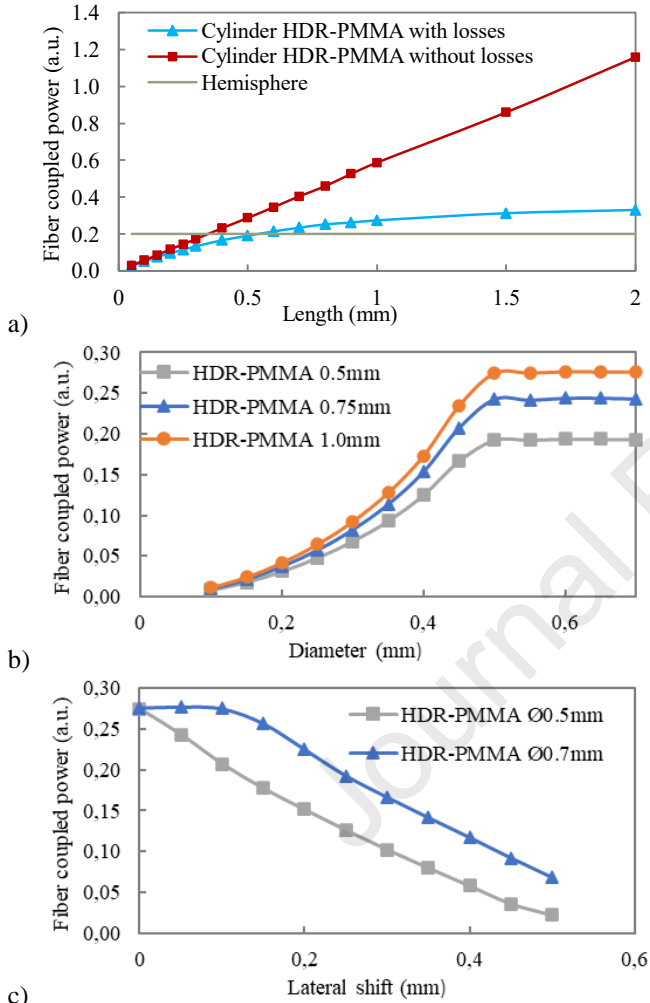 1.4
Cylinder HDR-PMMA with losses
1.2
Cylinder HDR-PMMA without losses
1.0
Hemisphere
0.8
0.6
0.4
0.2
0.0
Fiber coupled power (a.u.)
0 0.5 1 1.5 2
Length (mm)
a)
0,30
HDR-PMMA 0.5mm
0,25
HDR-PMMA 0.75mm
0,20
HDR-PMMA 1.0mm
0,15
0,10
0,05
0,00
Fiber coupled power (a.u.)
0 0,2 0,4 0,6
Diameter (mm)
b)
0,30
HDR-PMMA Ø0.5mm
0,25
HDR-PMMA Ø0.7mm
0,20
0,15
0,10
0,05
0,00
Fiber coupled power (a.u.)
0 0,2 0,4 0,6
Lateral shift (mm)
c)
Journal